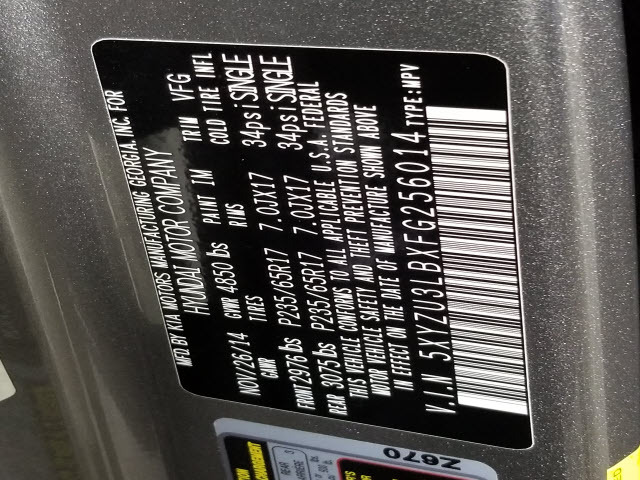 MFD. BY KIA MOTORS MANUFACTURING GEORGIA, INC. FOR
HYUNDAI MOTOR COMPANY
NOV/26/14 PAINT 1M TRIM VFG
GVWR 4850 lbs
GAWR TIRES RIMS COLD TIRE INFL
FRONT 2976 lbs P235/65R17 7.0JX17 34psi SINGLE
REAR 3075 lbs P235/65R17 7.0JX17 34psi SINGLE
THIS VEHICLE CONFORMS TO ALL APPLICABLE U.S.A. FEDERAL
MOTOR VEHICLE SAFETY AND THEFT PREVENTION STANDARDS
IN EFFECT ON THE DATE OF MANUFACTURE SHOWN ABOVE
V.I.N. 5XYZU3LBXFG256014 TYPE:MPV
REAR
Z670